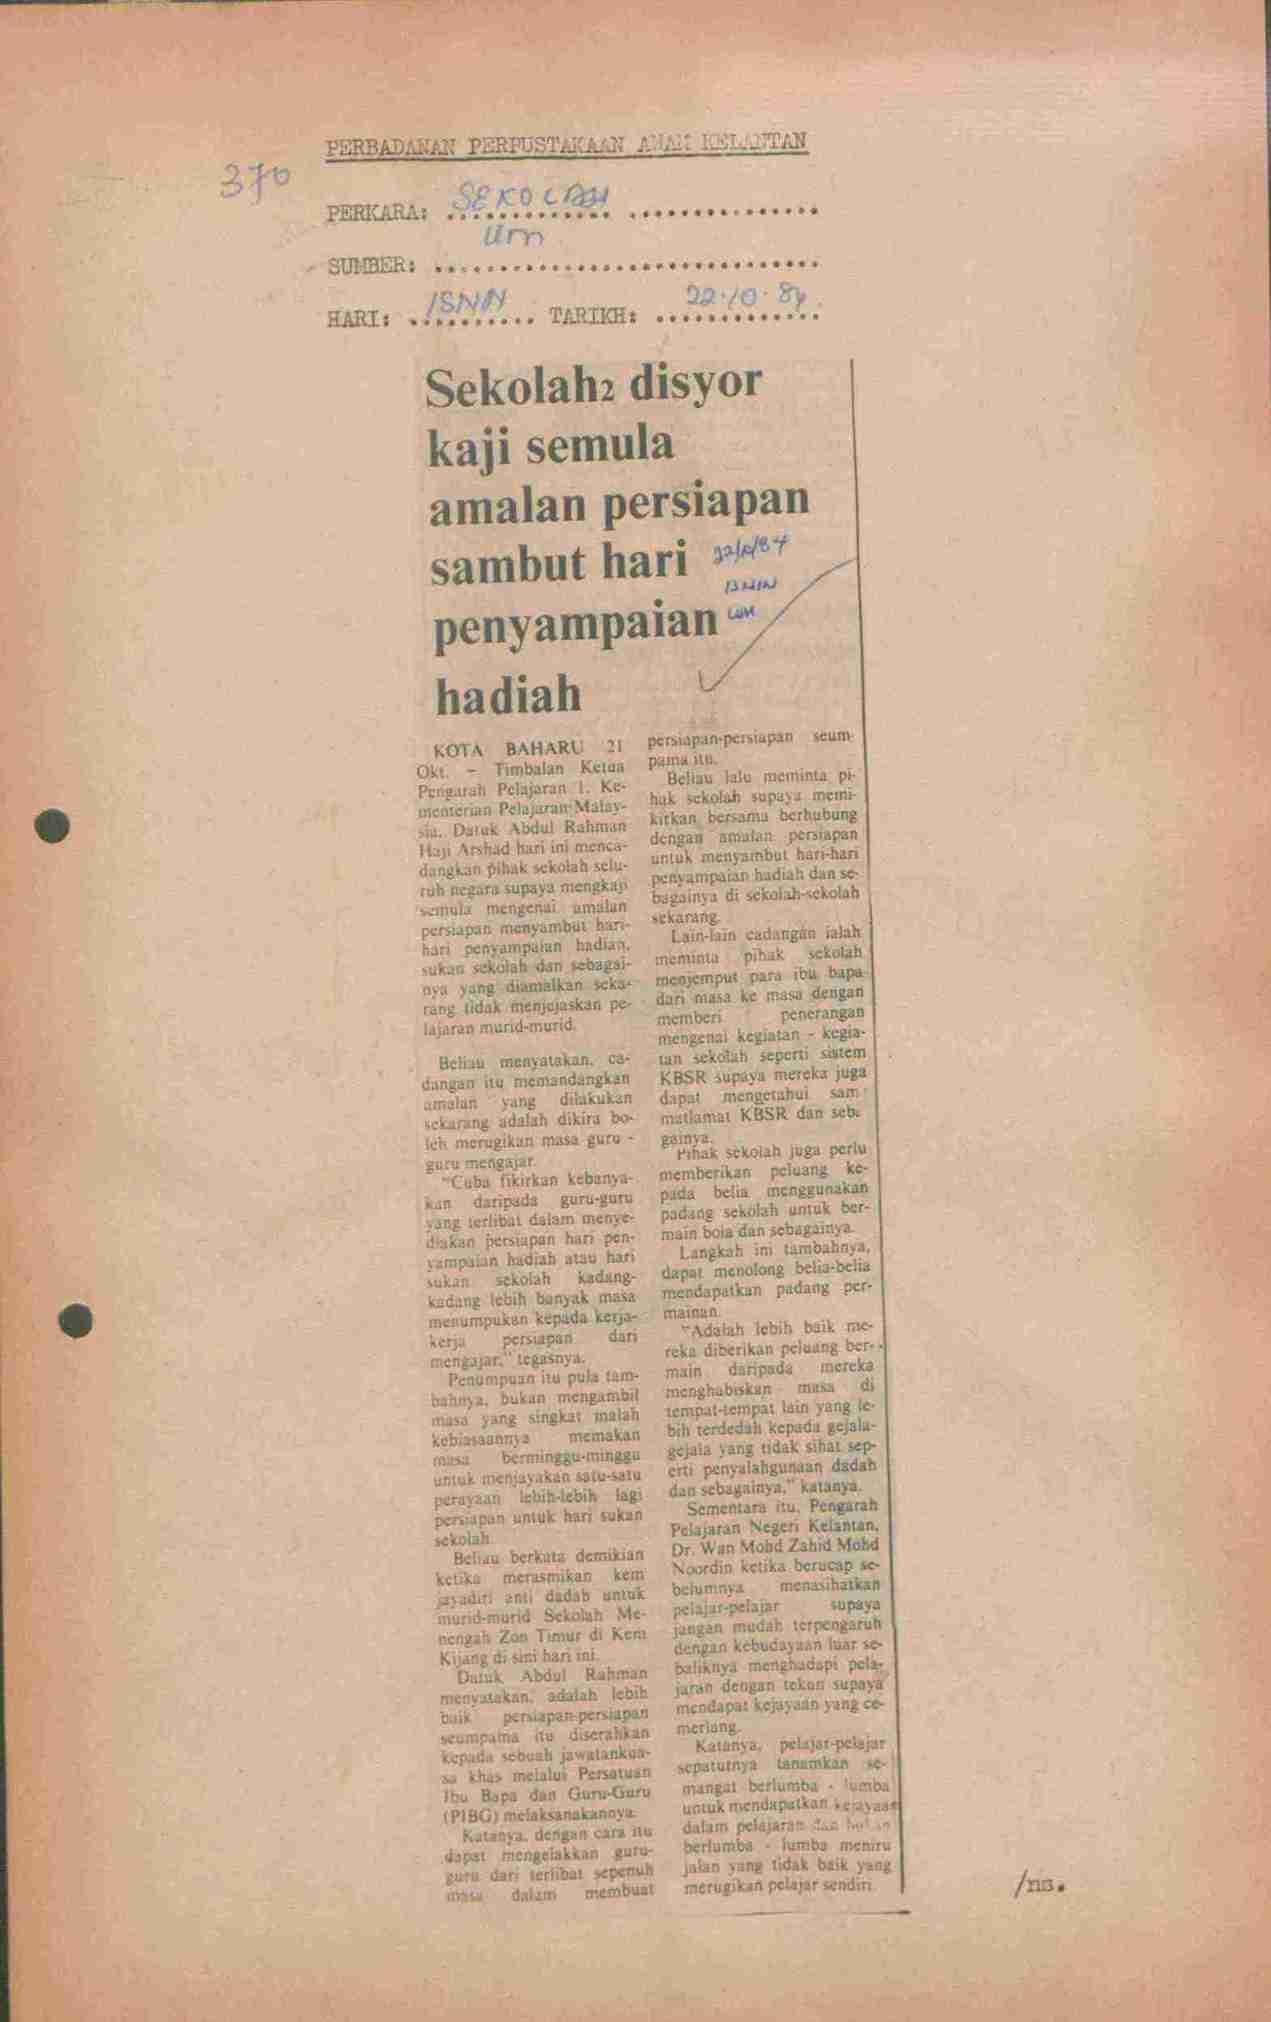 PERBADANAN PERPUSTAKAAN AWAM KELANTAN
370
PERKARA: SEKOLAH
SUMBER: um
HARI: ISNIN TARIKH: 22.10.84
Sekolah2 disyor
kaji semula
amalan persiapan
sambut hari 22/10/84
ISNIN
penyampaian UM
hadiah
KOTA BAHARU 21
Okt. – Timbalan Ketua
Pengarah Pelajaran 1, Ke-
menterian Pelajaran Malay-
sia, Datuk Abdul Rahman
Haji Arshad hari ini menca-
dangkan pihak sekolah selu-
ruh negara supaya mengkaji
semula mengenai amalan
persiapan menyambut hari-
hari penyampaian hadiah,
sukan sekolah dan sebagai-
nya yang diamalkan seka-
rang tidak menjejaskan pe-
lajaran murid-murid.
Beliau menyatakan, ca-
dangan itu memandangkan
amalan yang dilakukan
sekarang adalah dikira bo-
leh merugikan masa guru -
guru mengajar.
"Cuba fikirkan kebanya-
kan daripada guru-guru
yang terlibat dalam menye-
diakan persiapan hari pen-
yampaian hadiah atau hari
sukan sekolah kadang-
kadang lebih banyak masa
menumpukan kepada kerja-
kerja persiapan dari
mengajar," tegasnya.
Penumpuan itu pula tam-
bahnya, bukan mengambil
masa yang singkat malah
kebiasaannya memakan
masa berminggu-minggu
untuk menjayakan satu-satu
perayaan lebih-lebih lagi
persiapan untuk hari sukan
sekolah.
Beliau berkata demikian
ketika merasmikan kem
jayadiri anti dadah untuk
murid-murid Sekolah Me-
nengah Zon Timur di Kem
Kijang di sini hari ini.
Datuk Abdul Rahman
menyatakan, adalah lebih
baik persiapan-persiapan
seumpama itu diserahkan
kepada sebuah jawatankua-
sa khas melalui Persatuan
Ibu Bapa dan Guru-Guru
(PIBG) melaksanakannya.
Katanya, dengan cara itu
dapat mengelakkan guru-
guru dari terlibat sepenuh
masa dalam membuat
persiapan-persiapan seum-
pama itu.
Beliau lalu meminta pi-
hak sekolah supaya memi-
kirkan bersama berhubung
dengan amalan persiapan
untuk menyambut hari-hari
penyampaian hadiah dan se-
bagainya di sekolah-sekolah
sekarang.
Lain-lain cadangan ialah
meminta pihak sekolah
menjemput para ibu bapa
dari masa ke masa dengan
memberi penerangan
mengenai kegiatan - kegia-
tan sekolah seperti sistem
KBSR supaya mereka juga
dapat mengetahui sam
matlamat KBSR dan seba
gainya.
Pihak sekolah juga perlu
memberikan peluang ke-
pada belia menggunakan
padang sekolah untuk ber-
main bola dan sebagainya.
Langkah ini tambahnya,
dapat menolong belia-belia
mendapatkan padang per-
mainan.
"Adalah lebih baik me-
reka diberikan peluang ber-
main daripada mereka
menghabiskan masa di
tempat-tempat lain yang le-
bih terdedah kepada gejala-
gejala yang tidak sihat sep-
erti penyalahgunaan dadah
dan sebagainya," katanya.
Sementara itu, Pengarah
Pelajaran Negeri Kelantan,
Dr. Wan Mohd Zahid Mohd
Noordin ketika berucap se-
belumnya menasihatkan
pelajar-pelajar supaya
jangan mudah terpengaruh
dengan kebudayaan luar se-
baliknya menghadapi pela-
jaran dengan tekun supaya
mendapat kejayaan yang ce-
merlang.
Katanya, pelajar-pelajar
sepatutnya tanamkan se-
mangat berlumba - lumba
untuk mendapatkan kejayaan
dalam pelajaran dan bukan
berlumba - lumba meniru
jalan yang tidak baik yang
merugikan pelajar sendiri.
/ns.